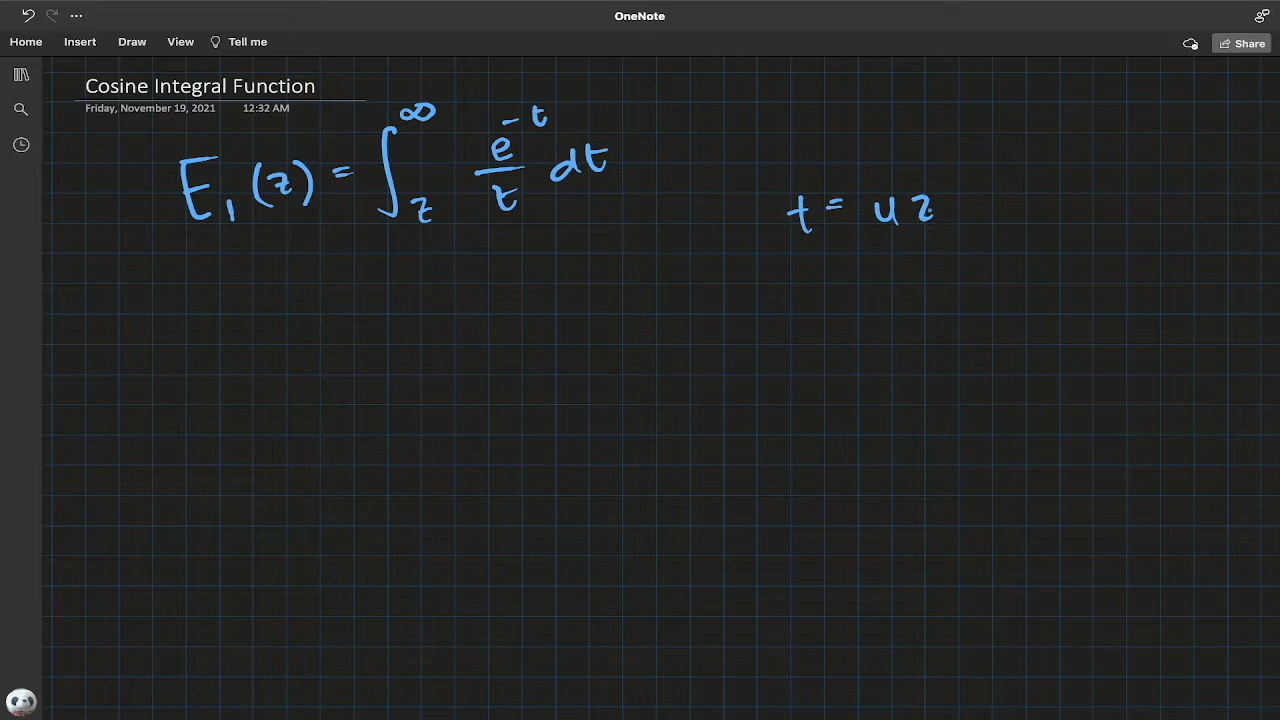 OneNote
Home Insert Draw View Tell me Share
Cosine Integral Function
Friday, November 19, 2021 12:32 AM
E₁(z) = ∫_z^∞ e^{-t}/t dt
t = uz